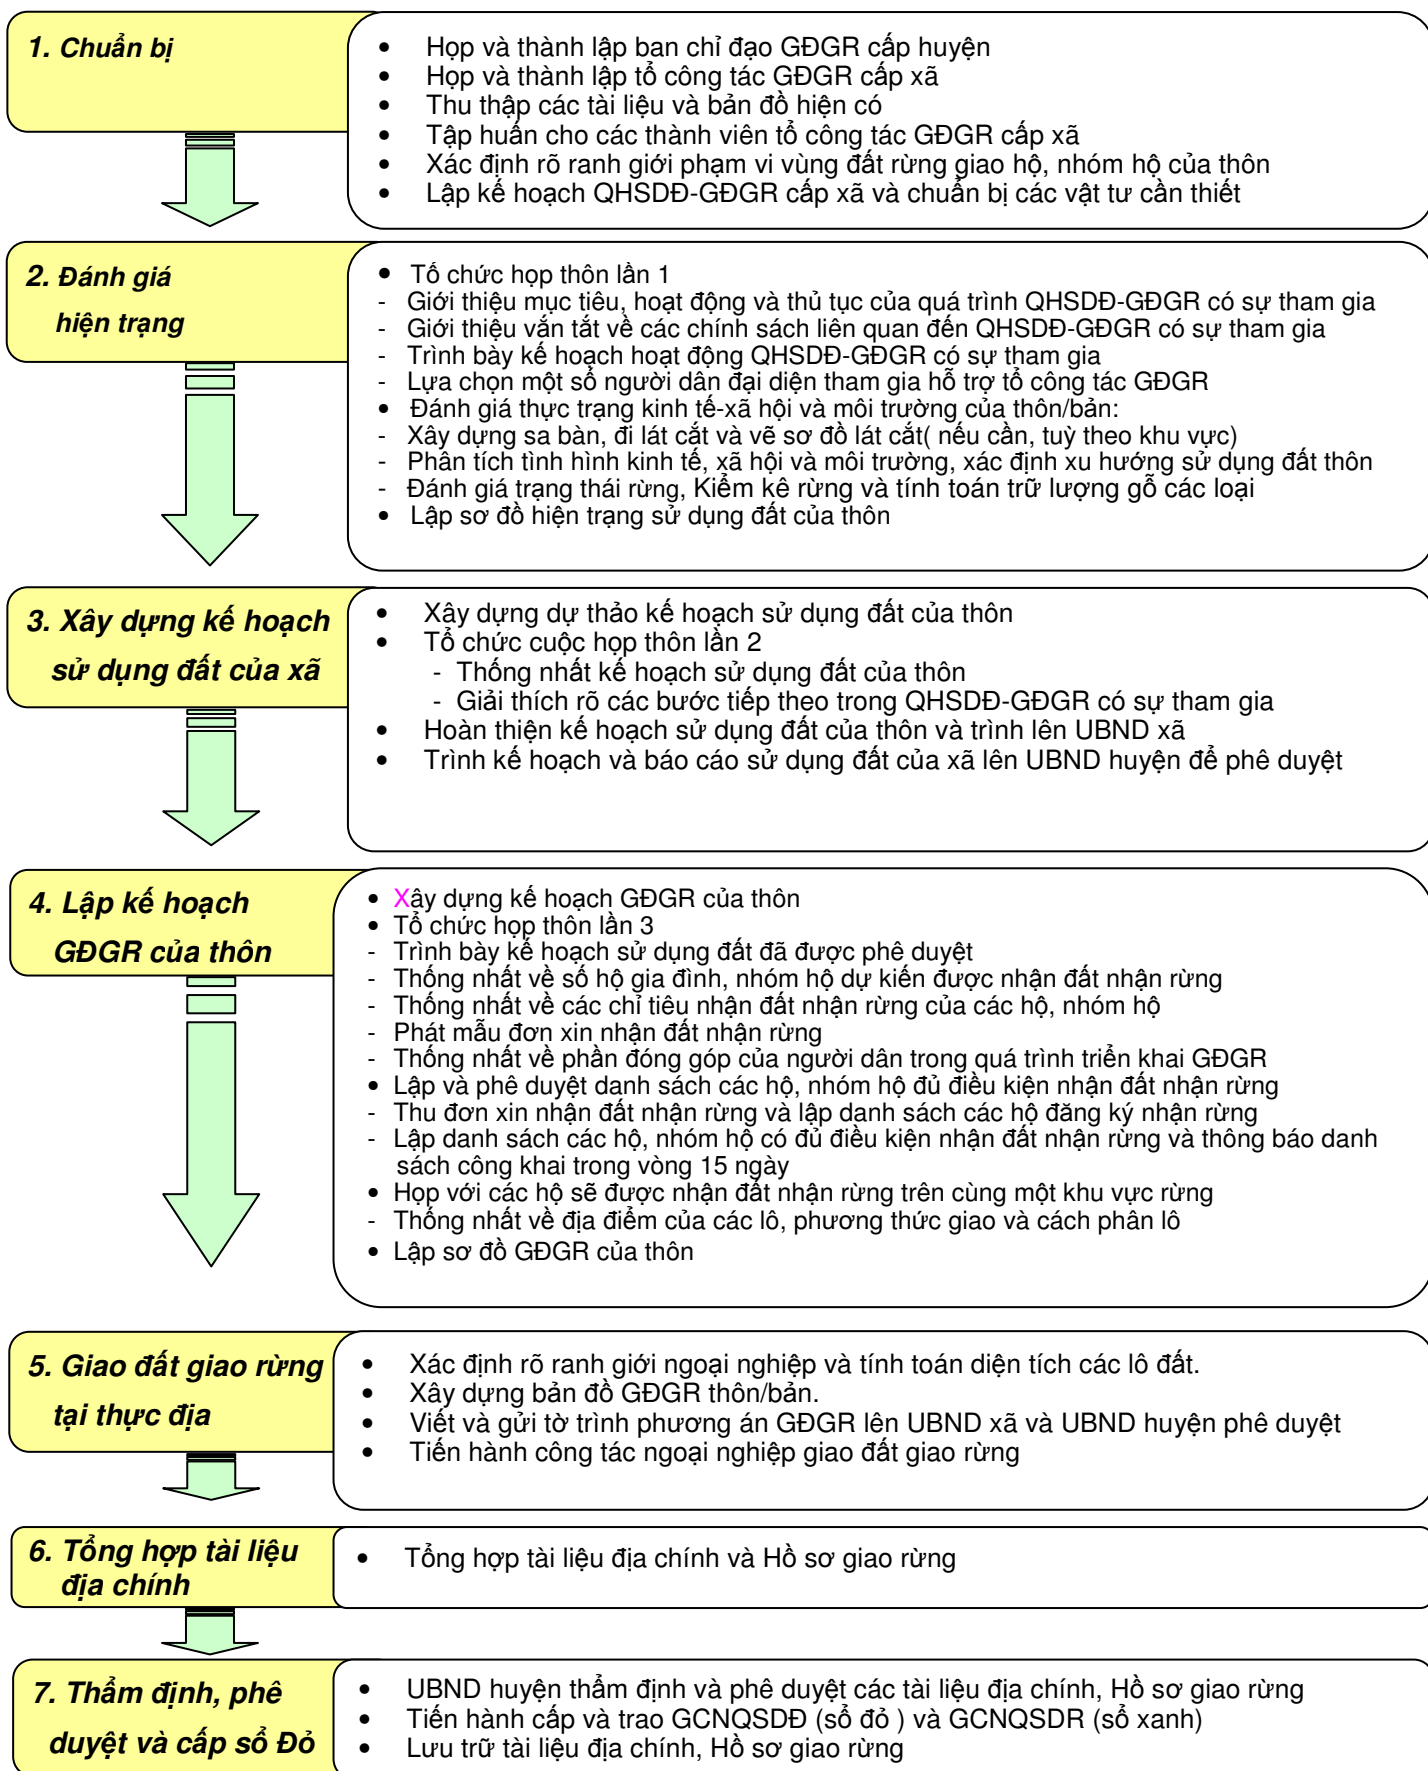 1. Chuẩn bị
• Họp và thành lập ban chỉ đạo GĐGR cấp huyện
• Họp và thành lập tổ công tác GĐGR cấp xã
• Thu thập các tài liệu và bản đồ hiện có
• Tập huấn cho các thành viên tổ công tác GĐGR cấp xã
• Xác định rõ ranh giới phạm vi vùng đất rừng giao hộ, nhóm hộ của thôn
• Lập kế hoạch QHSDĐ-GĐGR cấp xã và chuẩn bị các vật tư cần thiết
2. Đánh giá
hiện trạng
• Tổ chức họp thôn lần 1
- Giới thiệu mục tiêu, hoạt động và thủ tục của quá trình QHSDĐ-GĐGR có sự tham gia
- Giới thiệu vắn tắt về các chính sách liên quan đến QHSDĐ-GĐGR có sự tham gia
- Trình bày kế hoạch hoạt động QHSDĐ-GĐGR có sự tham gia
- Lựa chọn một số người dân đại diện tham gia hỗ trợ tổ công tác GĐGR
• Đánh giá thực trạng kinh tế-xã hội và môi trường của thôn/bản:
- Xây dựng sa bàn, đi lát cắt và vẽ sơ đồ lát cắt( nếu cần, tuỳ theo khu vực)
- Phân tích tình hình kinh tế, xã hội và môi trường, xác định xu hướng sử dụng đất thôn
- Đánh giá trạng thái rừng, Kiểm kê rừng và tính toán trữ lượng gỗ các loại
• Lập sơ đồ hiện trạng sử dụng đất của thôn
3. Xây dựng kế hoạch
sử dụng đất của xã
• Xây dựng dự thảo kế hoạch sử dụng đất của thôn
• Tổ chức cuộc họp thôn lần 2
- Thống nhất kế hoạch sử dụng đất của thôn
- Giải thích rõ các bước tiếp theo trong QHSDĐ-GĐGR có sự tham gia
• Hoàn thiện kế hoạch sử dụng đất của thôn và trình lên UBND xã
• Trình kế hoạch và báo cáo sử dụng đất của xã lên UBND huyện để phê duyệt
4. Lập kế hoạch
GĐGR của thôn
• Xây dựng kế hoạch GĐGR của thôn
• Tổ chức họp thôn lần 3
- Trình bày kế hoạch sử dụng đất đã được phê duyệt
- Thống nhất về số hộ gia đình, nhóm hộ dự kiến được nhận đất nhận rừng
- Thống nhất về các chỉ tiêu nhận đất nhận rừng của các hộ, nhóm hộ
- Phát mẫu đơn xin nhận đất nhận rừng
- Thống nhất về phần đóng góp của người dân trong quá trình triển khai GĐGR
• Lập và phê duyệt danh sách các hộ, nhóm hộ đủ điều kiện nhận đất nhận rừng
- Thu đơn xin nhận đất nhận rừng và lập danh sách các hộ đăng ký nhận rừng
- Lập danh sách các hộ, nhóm hộ có đủ điều kiện nhận đất nhận rừng và thông báo danh
sách công khai trong vòng 15 ngày
• Họp với các hộ sẽ được nhận đất nhận rừng trên cùng một khu vực rừng
- Thống nhất về địa điểm của các lô, phương thức giao và cách phân lô
• Lập sơ đồ GĐGR của thôn
5. Giao đất giao rừng
tại thực địa
• Xác định rõ ranh giới ngoại nghiệp và tính toán diện tích các lô đất.
• Xây dựng bản đồ GĐGR thôn/bản.
• Viết và gửi tờ trình phương án GĐGR lên UBND xã và UBND huyện phê duyệt
• Tiến hành công tác ngoại nghiệp giao đất giao rừng
6. Tổng hợp tài liệu
địa chính
• Tổng hợp tài liệu địa chính và Hồ sơ giao rừng
7. Thẩm định, phê
duyệt và cấp sổ Đỏ
• UBND huyện thẩm định và phê duyệt các tài liệu địa chính, Hồ sơ giao rừng
• Tiến hành cấp và trao GCNQSDĐ (sổ đỏ ) và GCNQSDR (sổ xanh)
• Lưu trữ tài liệu địa chính, Hồ sơ giao rừng